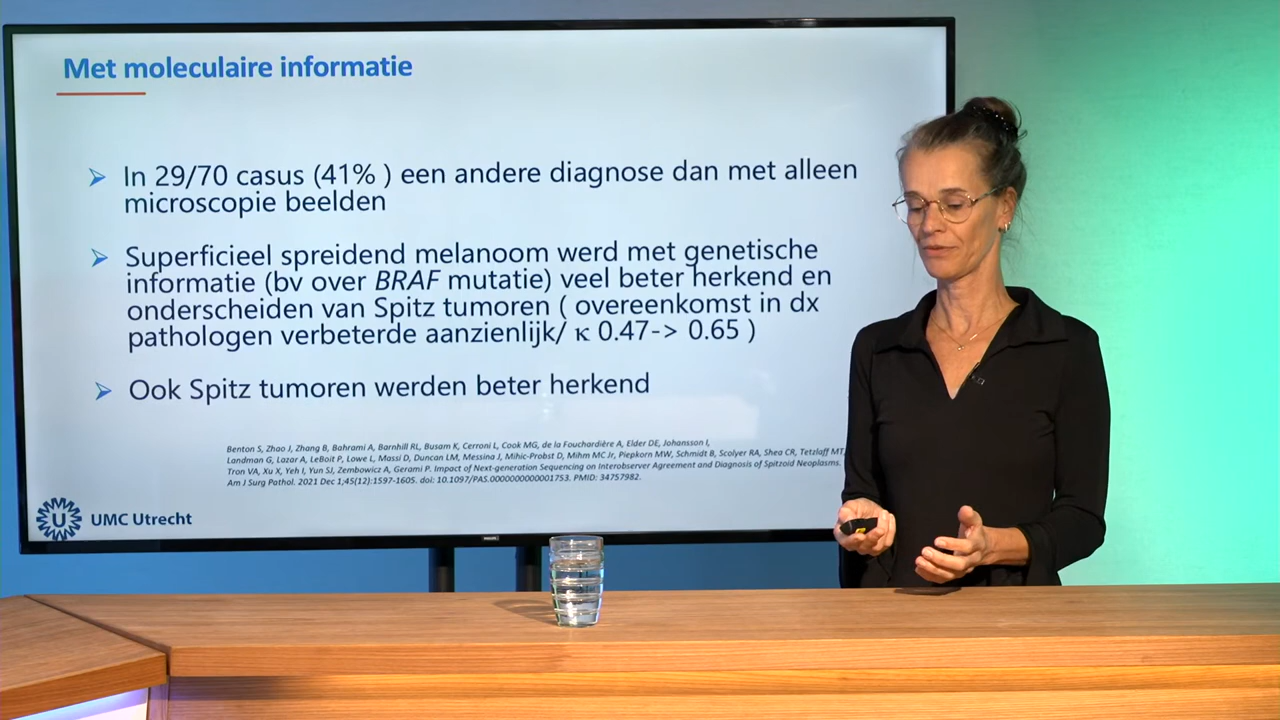 Met moleculaire informatie
In 29/70 casus (41% ) een andere diagnose dan met alleen
microscopie beelden
Superficieel spreidend melanoom werd met genetische
informatie (bv over BRAF mutatie) veel beter herkend en
onderscheiden van Spitz tumoren ( overeenkomst in dx
pathologen verbeterde aanzienlijk/ κ 0.47-> 0.65 )
Ook Spitz tumoren werden beter herkend
Benton S, Zhao J, Zhang B, Bahrami A, Barnhill RL, Busam K, Cerroni L, Cook MG, de la Fouchardière A, Elder DE, Johansson I,
Landman G, Lazar A, LeBoit P, Lowe L, Massi D, Duncan LM, Messina J, Mihic-Probst D, Mihm MC Jr, Piepkorn MW, Schmidt B, Scolyer RA, Shea CR, Tetzlaff MT,
Tron VA, Xu X, Yeh I, Yun SJ, Zembowicz A, Gerami P. Impact of Next-generation Sequencing on Interobserver Agreement and Diagnosis of Spitzoid Neoplasms.
Am J Surg Pathol. 2021 Dec 1;45(12):1597-1605. doi: 10.1097/PAS.0000000000001753. PMID: 34757982.
U UMC Utrecht